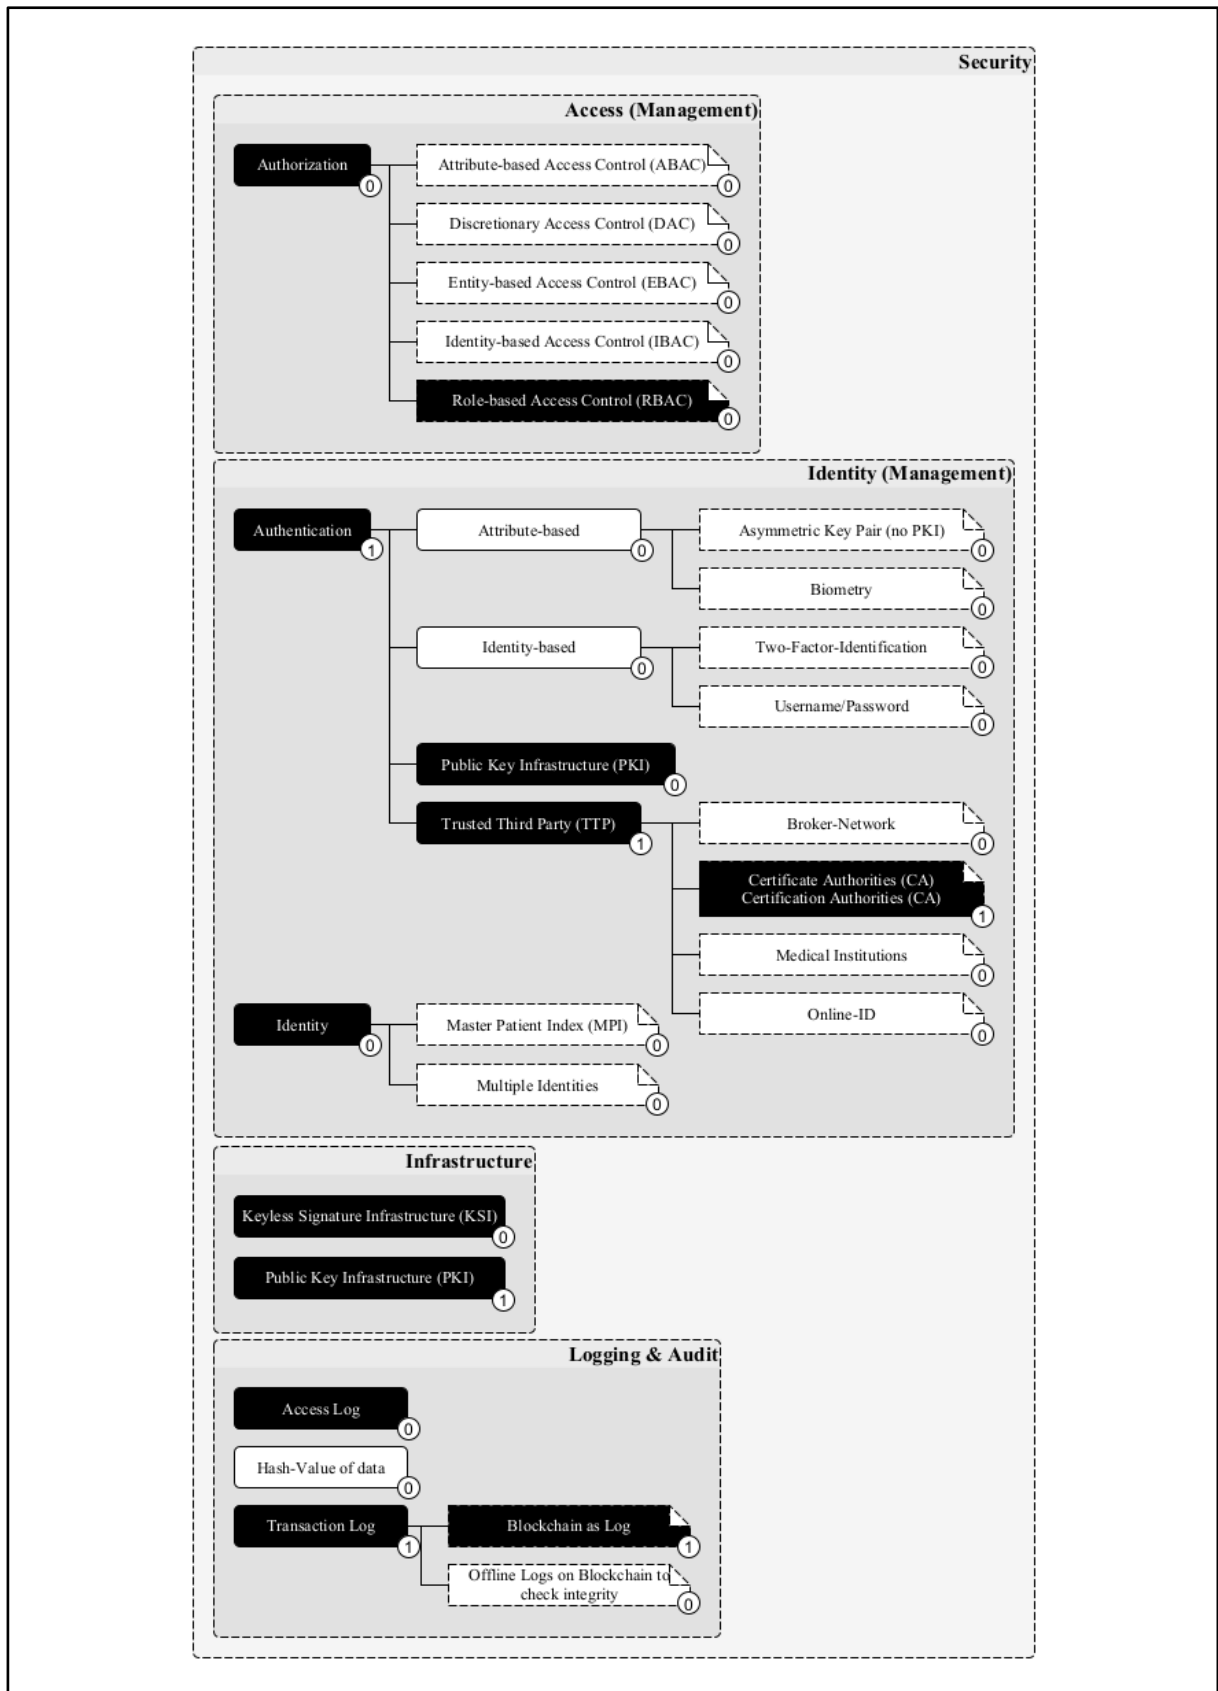 Security
Access (Management)
Authorization
0
Attribute-based Access Control (ABAC)
0
Discretionary Access Control (DAC)
0
Entity-based Access Control (EBAC)
0
Identity-based Access Control (IBAC)
0
Role-based Access Control (RBAC)
0
Identity (Management)
Authentication
1
Attribute-based
0
Asymmetric Key Pair (no PKI)
0
Biometry
0
Identity-based
0
Two-Factor-Identification
0
Username/Password
0
Public Key Infrastructure (PKI)
0
Trusted Third Party (TTP)
1
Broker-Network
0
Certificate Authorities (CA)
Certification Authorities (CA)
1
Medical Institutions
0
Online-ID
0
Identity
0
Master Patient Index (MPI)
0
Multiple Identities
0
Infrastructure
Keyless Signature Infrastructure (KSI)
0
Public Key Infrastructure (PKI)
1
Logging & Audit
Access Log
0
Hash-Value of data
0
Transaction Log
1
Blockchain as Log
1
Offline Logs on Blockchain to
check integrity
0